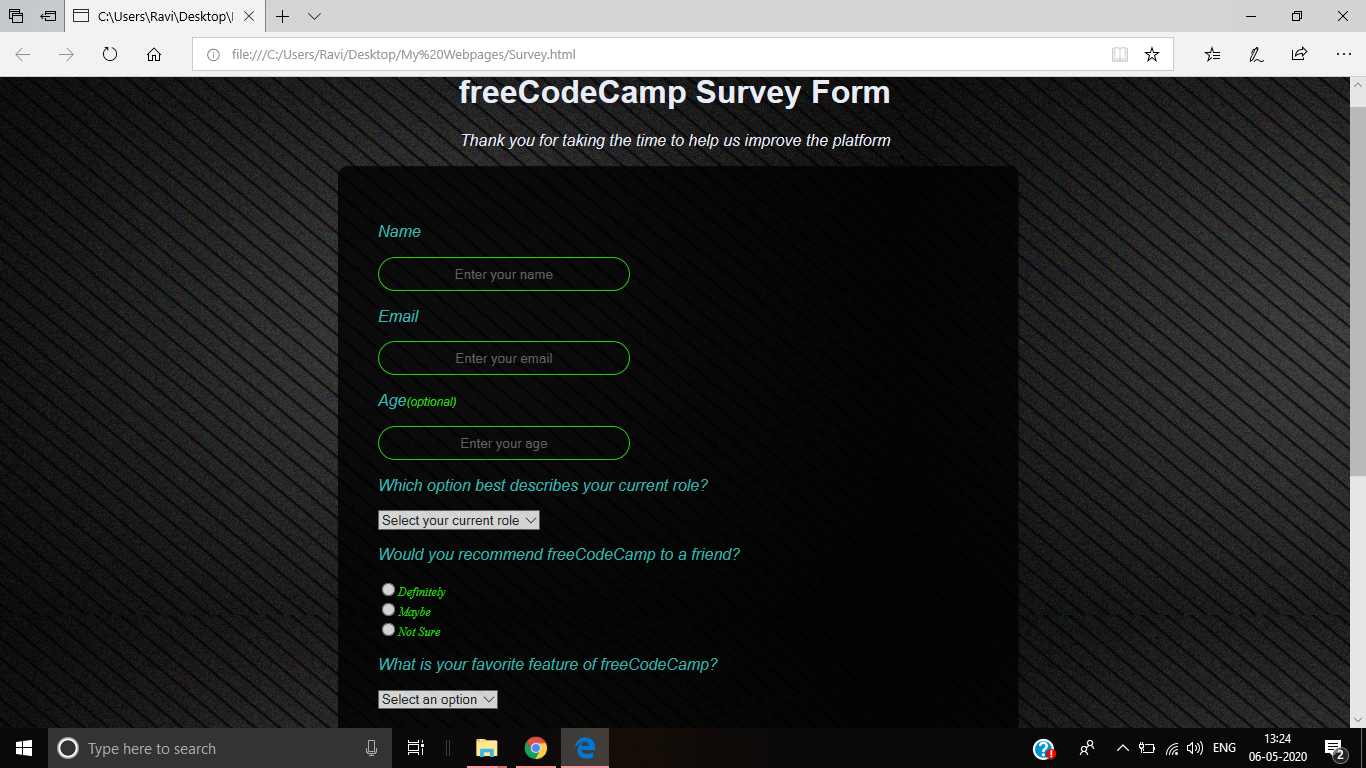 C:\Users\Ravi\Desktop\
file:///C:/Users/Ravi/Desktop/My%20Webpages/Survey.html
freeCodeCamp Survey Form
Thank you for taking the time to help us improve the platform
Name
Enter your name
Email
Enter your email
Age(optional)
Enter your age
Which option best describes your current role?
Select your current role
Would you recommend freeCodeCamp to a friend?
Definitely
Maybe
Not Sure
What is your favorite feature of freeCodeCamp?
Select an option
Type here to search
ENG
13:24
06-05-2020
2